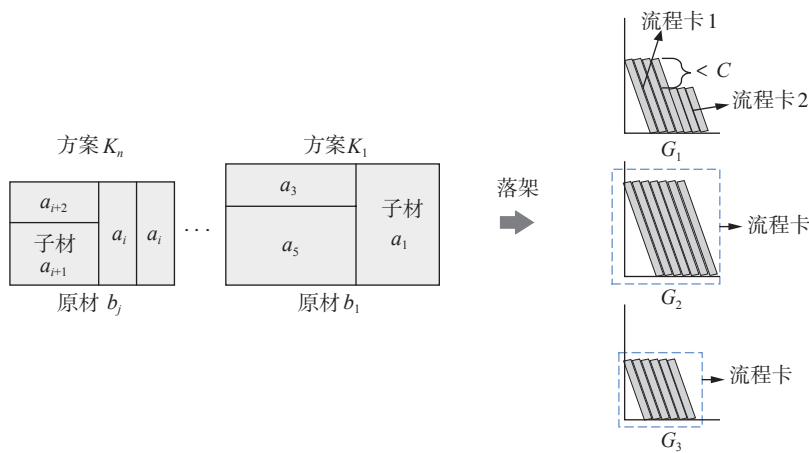 方案 Kₙ
aᵢ₊₂
子材
aᵢ₊₁
aᵢ
aᵢ
原材 bⱼ
···
方案K₁
a₃
a₅
子材
a₁
原材 b₁
落架
流程卡1
< C
流程卡2
G₁
流程卡
G₂
流程卡
G₃